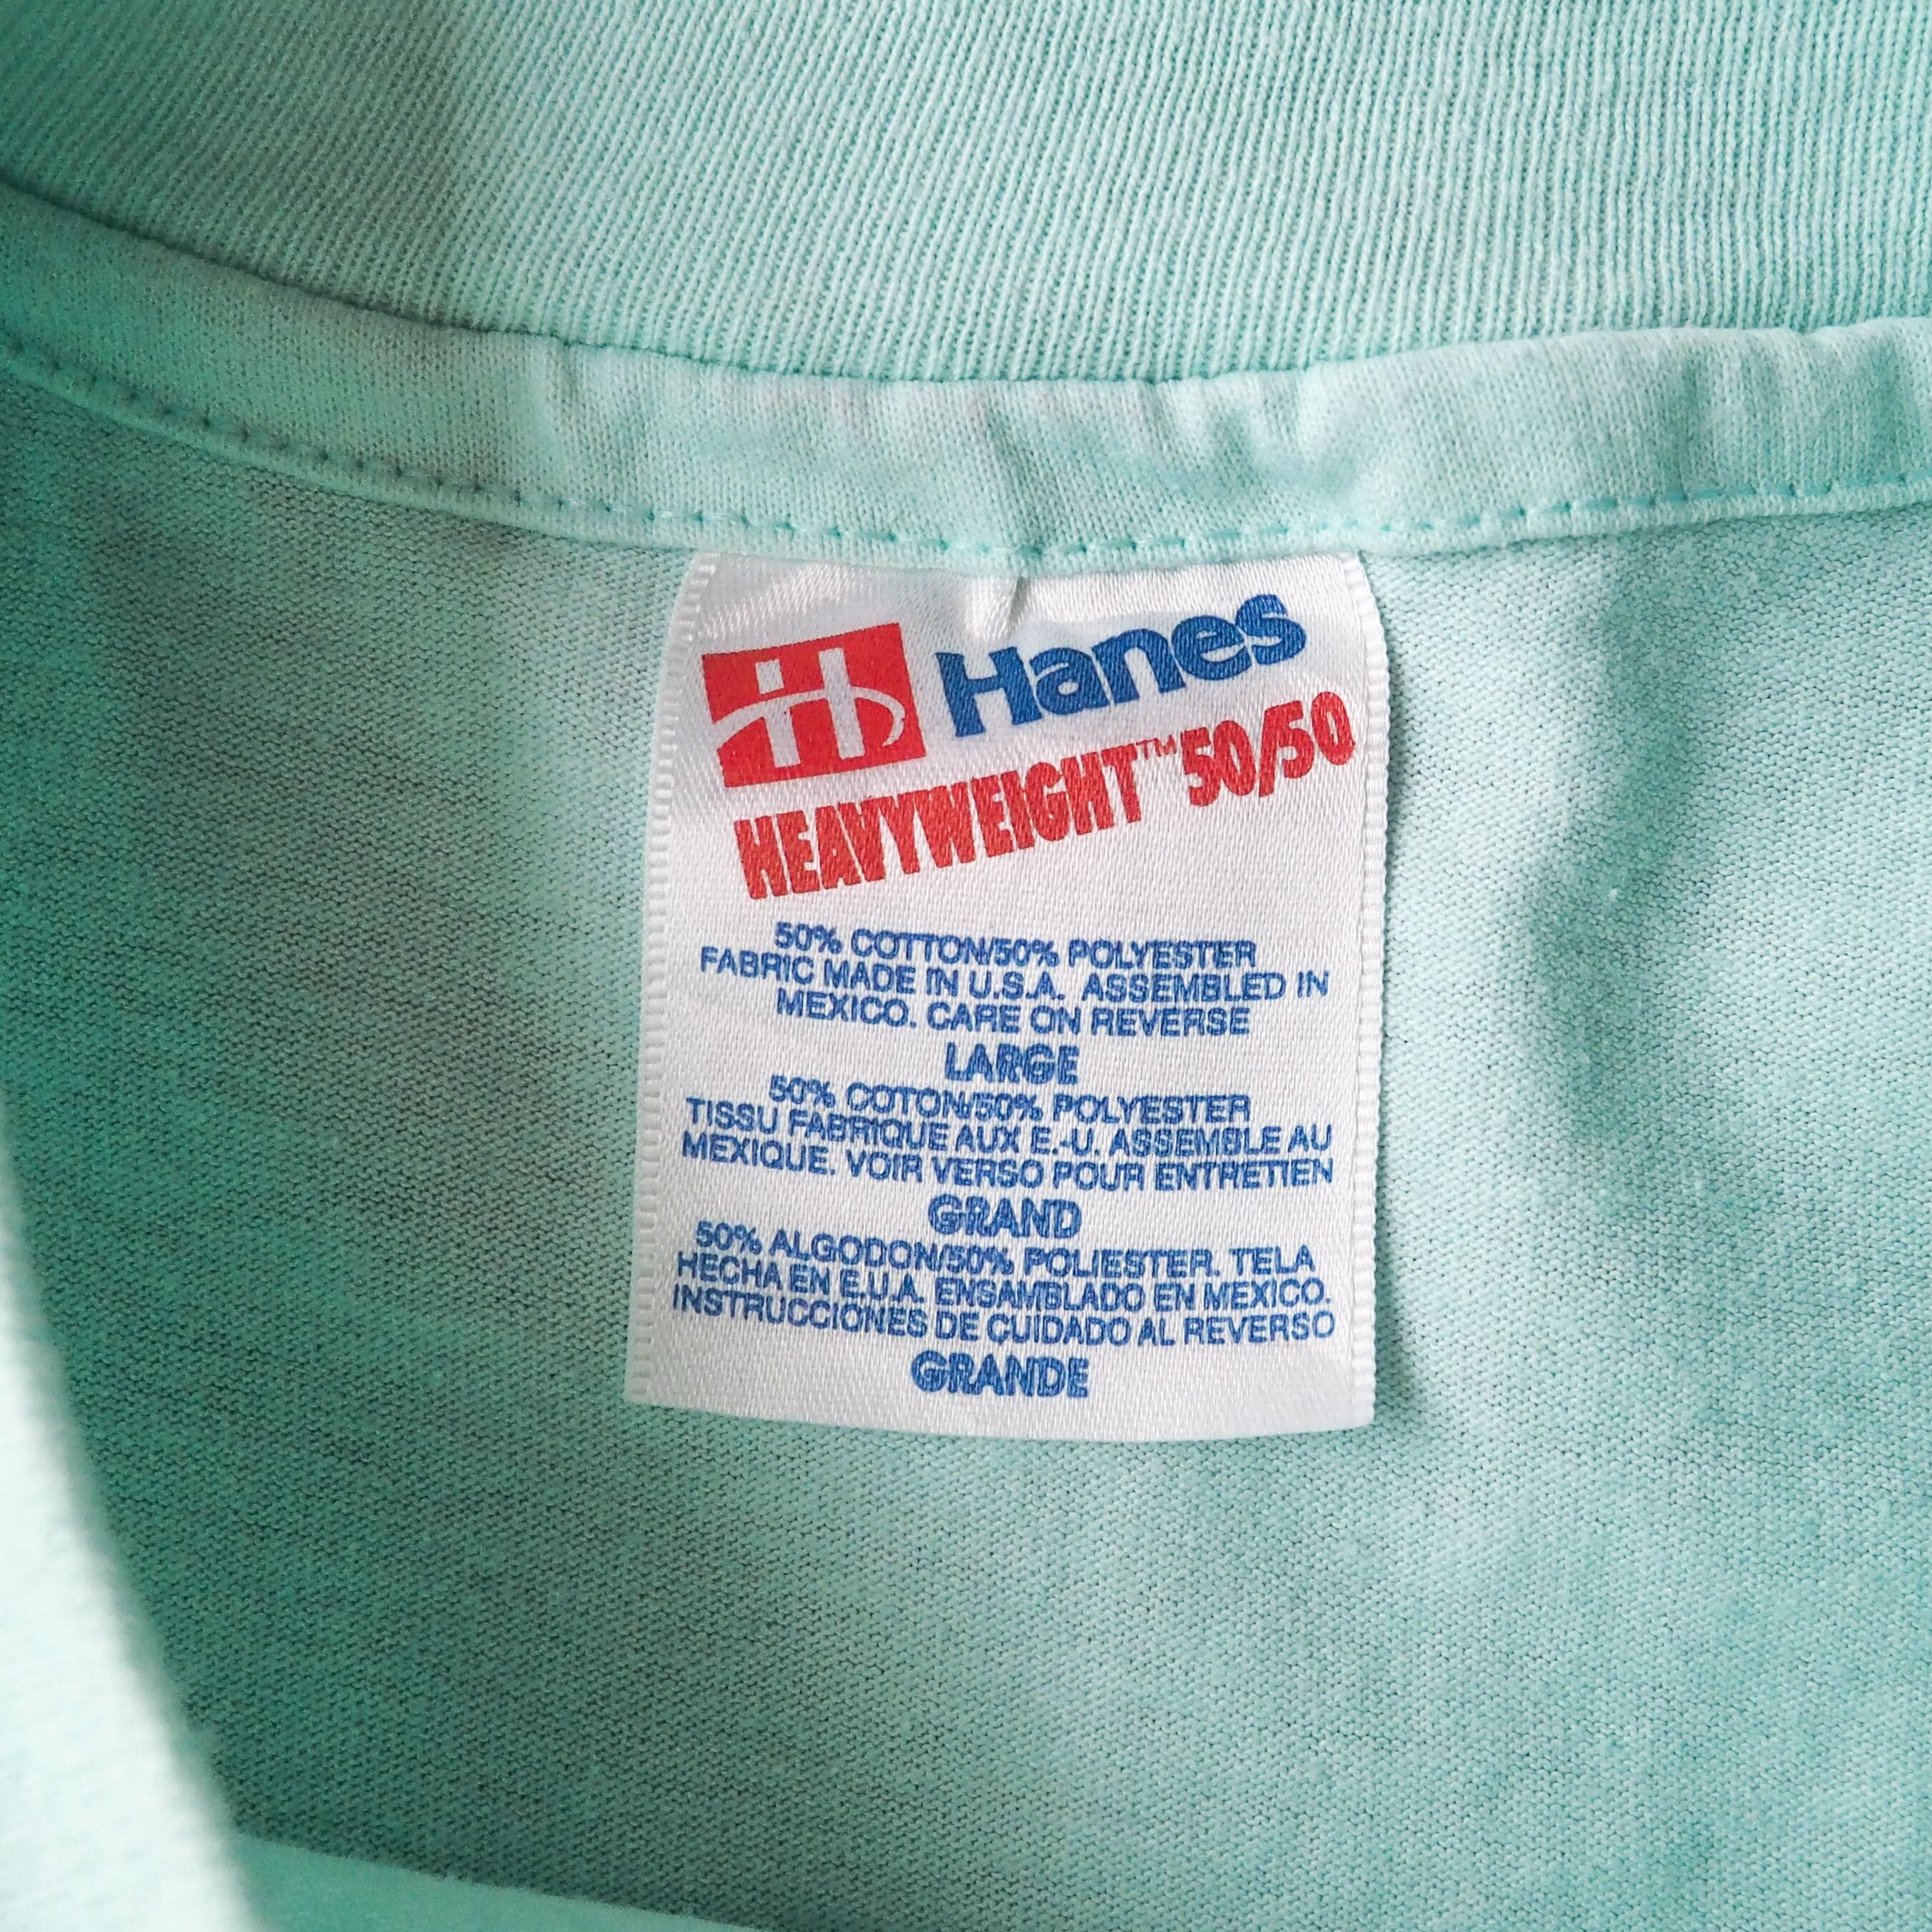 H Hanes
HEAVYWEIGHT™ 50/50
50% COTTON/50% POLYESTER
FABRIC MADE IN U.S.A. ASSEMBLED IN
MEXICO. CARE ON REVERSE
LARGE
50% COTON/50% POLYESTER
TISSU FABRIQUE AUX E.-U. ASSEMBLE AU
MEXIQUE. VOIR VERSO POUR ENTRETIEN
GRAND
50% ALGODON/50% POLIESTER. TELA
HECHA EN E.U.A. ENSAMBLADO EN MEXICO.
INSTRUCCIONES DE CUIDADO AL REVERSO
GRANDE